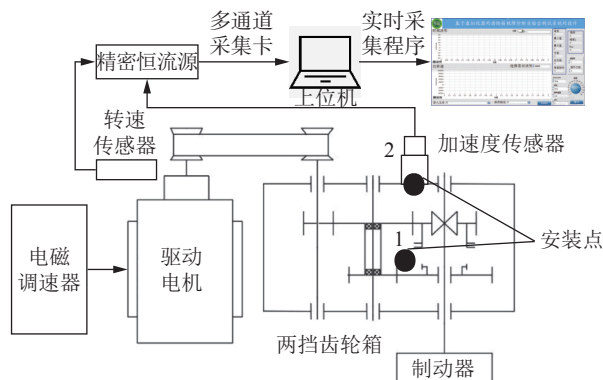 多通道
采集卡
实时采
集程序
精密恒流源
上位机
转速
传感器
2
加速度传感器
1
安装点
电磁
调速器
驱动
电机
两挡齿轮箱
制动器